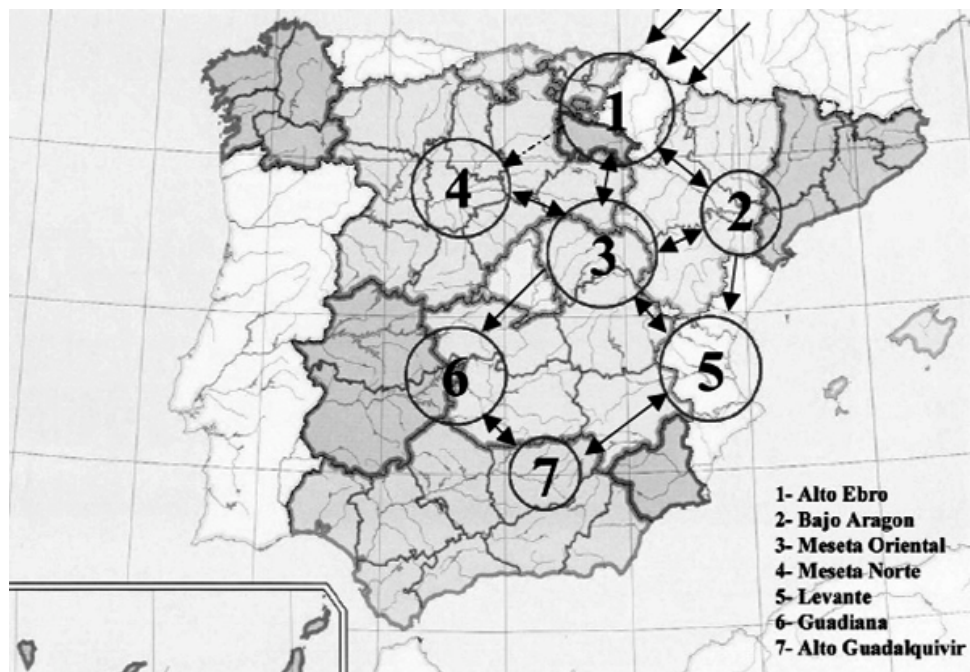 1
4
2
3
5
6
7
1- Alto Ebro
2- Bajo Aragon
3- Meseta Oriental
4- Meseta Norte
5- Levante
6- Guadiana
7- Alto Guadalquivir